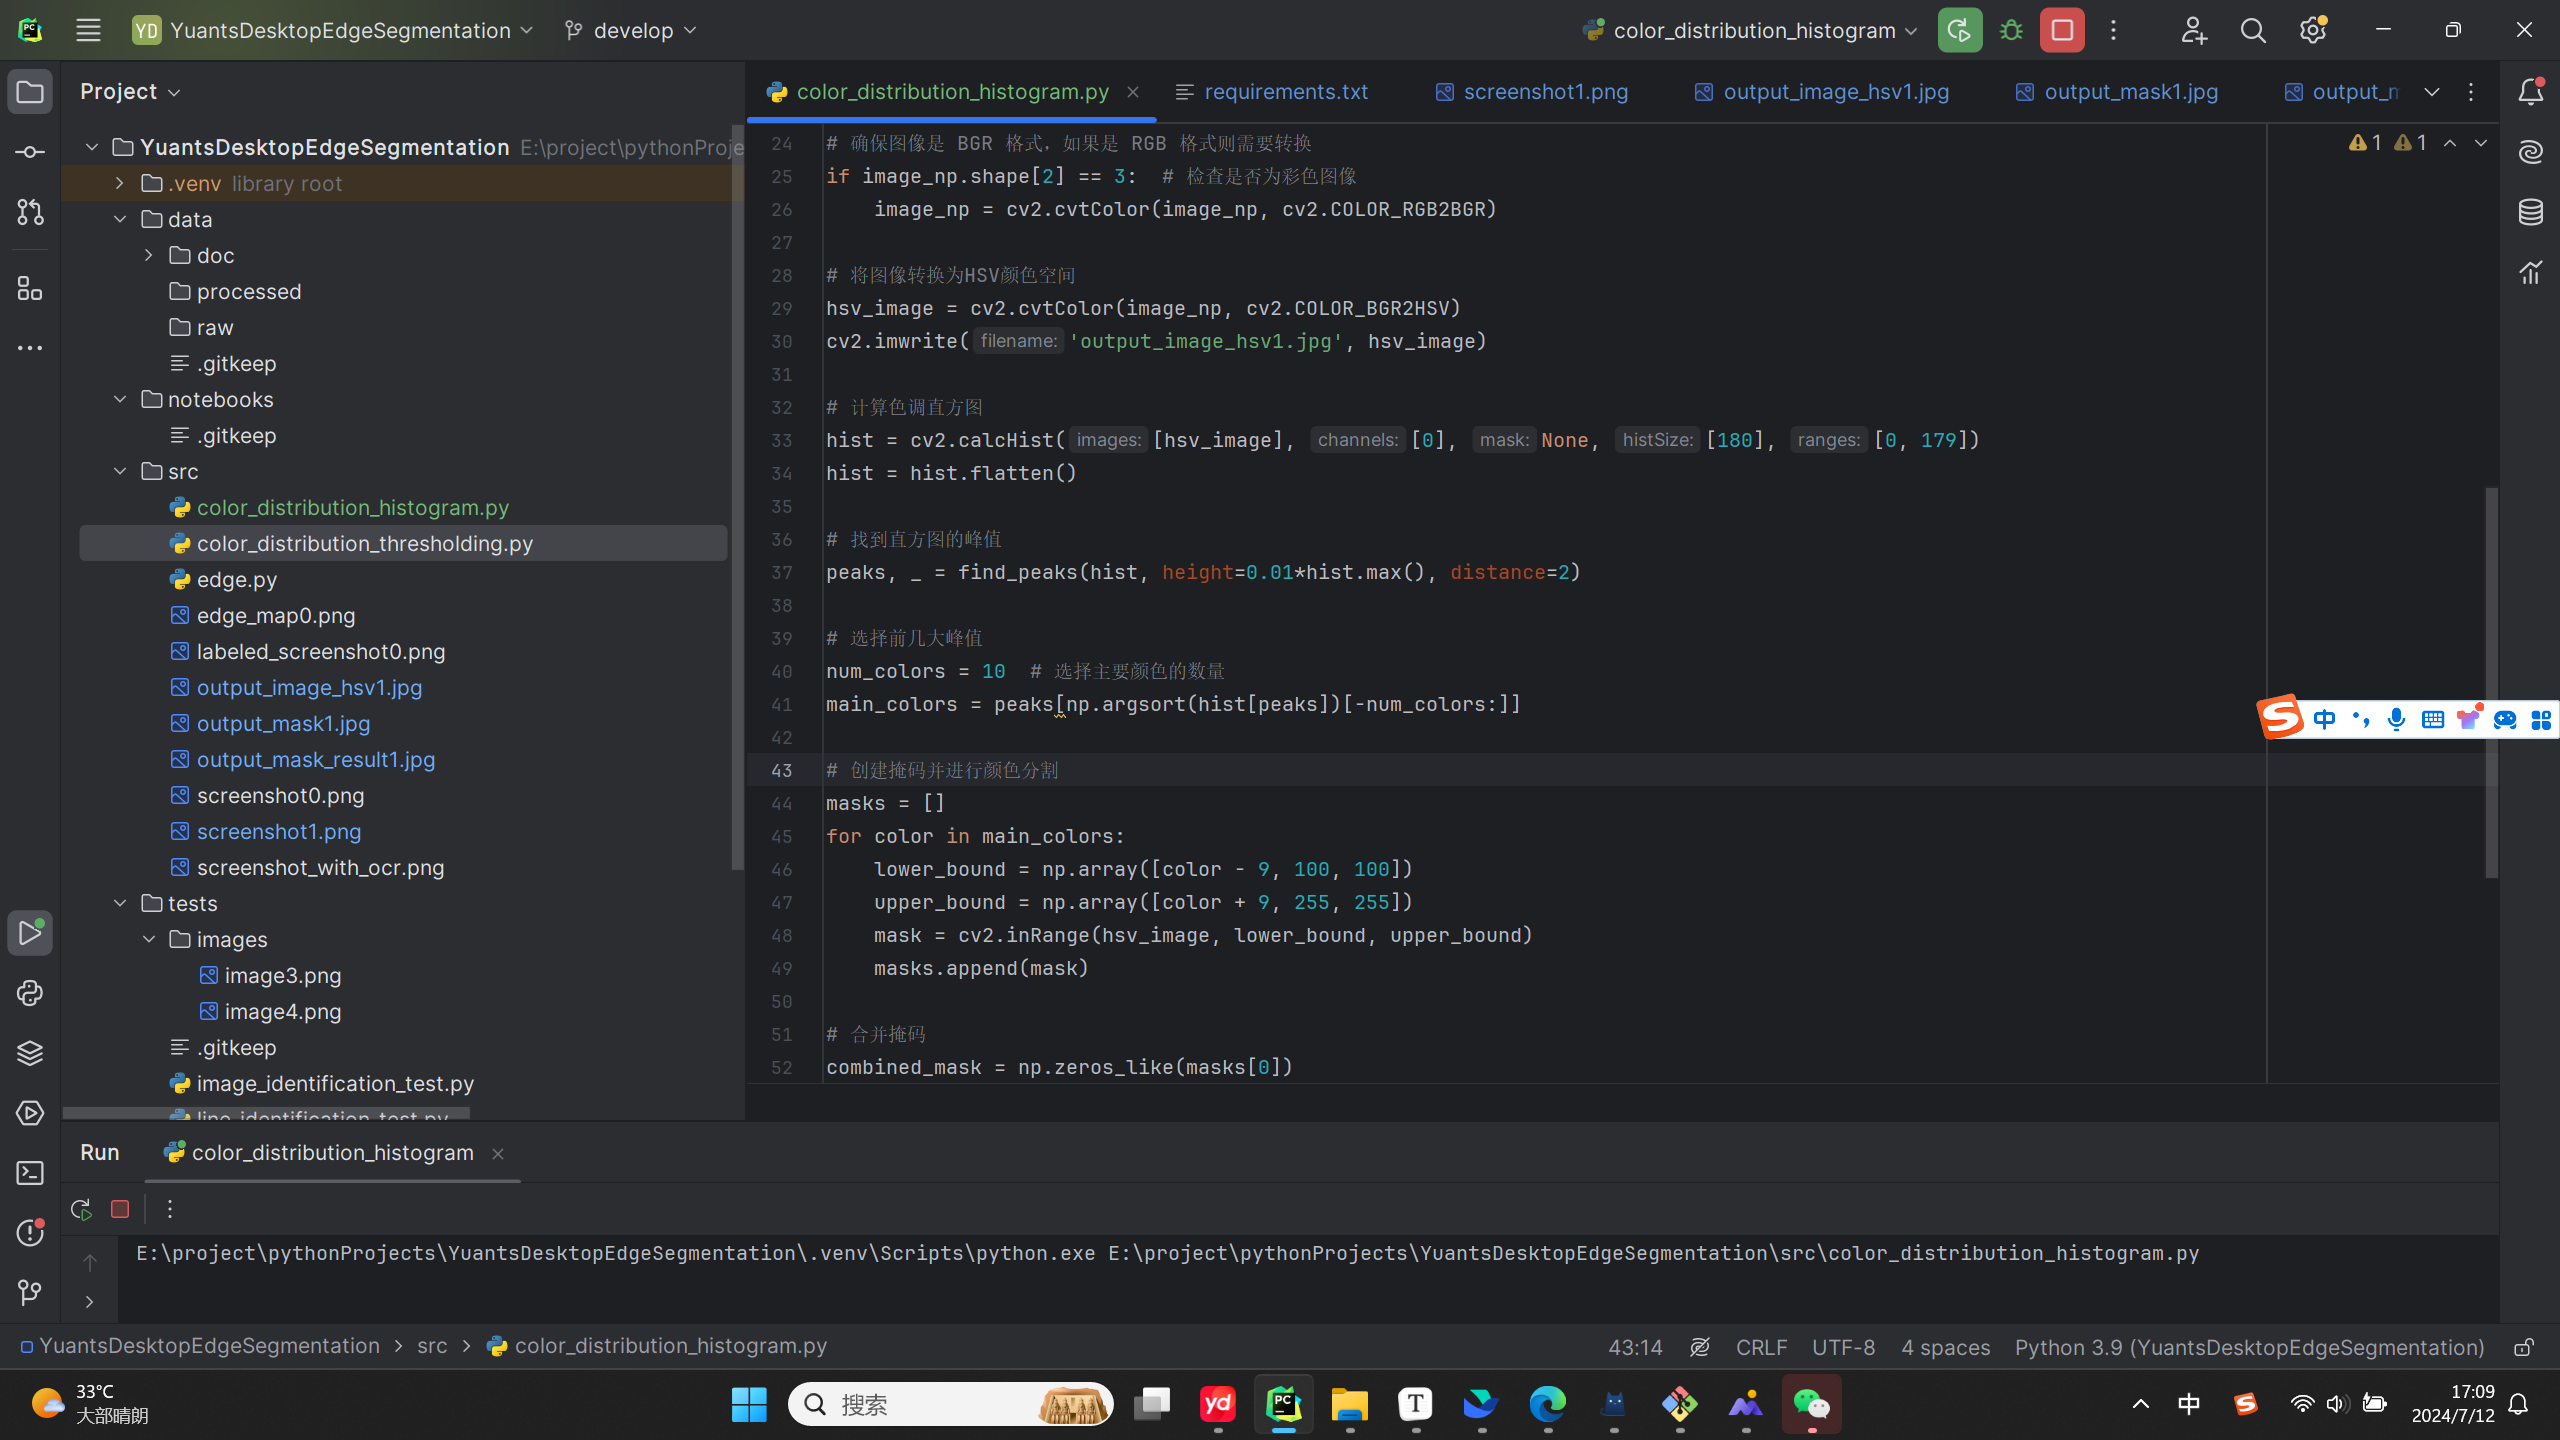 YD YuantsDesktopEdgeSegmentation develop color_distribution_histogram
Project
color_distribution_histogram.py requirements.txt screenshot1.png output_image_hsv1.jpg output_mask1.jpg output_m
YuantsDesktopEdgeSegmentation E:\project\pythonProje
.venv library root
data
doc
processed
raw
.gitkeep
notebooks
.gitkeep
src
color_distribution_histogram.py
color_distribution_thresholding.py
edge.py
edge_map0.png
labeled_screenshot0.png
output_image_hsv1.jpg
output_mask1.jpg
output_mask_result1.jpg
screenshot0.png
screenshot1.png
screenshot_with_ocr.png
tests
images
image3.png
image4.png
.gitkeep
image_identification_test.py
line_identification_test.py
1 1
24 # 确保图像是 BGR 格式，如果是 RGB 格式则需要转换
25 if image_np.shape[2] == 3:  # 检查是否为彩色图像
26     image_np = cv2.cvtColor(image_np, cv2.COLOR_RGB2BGR)
27
28 # 将图像转换为HSV颜色空间
29 hsv_image = cv2.cvtColor(image_np, cv2.COLOR_BGR2HSV)
30 cv2.imwrite( filename: 'output_image_hsv1.jpg', hsv_image)
31
32 # 计算色调直方图
33 hist = cv2.calcHist( images: [hsv_image], channels: [0], mask: None, histSize: [180], ranges: [0, 179])
34 hist = hist.flatten()
35
36 # 找到直方图的峰值
37 peaks, _ = find_peaks(hist, height=0.01*hist.max(), distance=2)
38
39 # 选择前几大峰值
40 num_colors = 10  # 选择主要颜色的数量
41 main_colors = peaks[np.argsort(hist[peaks])[-num_colors:]]
42
43 # 创建掩码并进行颜色分割
44 masks = []
45 for color in main_colors:
46     lower_bound = np.array([color - 9, 100, 100])
47     upper_bound = np.array([color + 9, 255, 255])
48     mask = cv2.inRange(hsv_image, lower_bound, upper_bound)
49     masks.append(mask)
50
51 # 合并掩码
52 combined_mask = np.zeros_like(masks[0])
中
Run color_distribution_histogram
E:\project\pythonProjects\YuantsDesktopEdgeSegmentation\.venv\Scripts\python.exe E:\project\pythonProjects\YuantsDesktopEdgeSegmentation\src\color_distribution_histogram.py
YuantsDesktopEdgeSegmentation > src > color_distribution_histogram.py 43:14 CRLF UTF-8 4 spaces Python 3.9 (YuantsDesktopEdgeSegmentation)
33℃
大部晴朗
搜索
yd
PC
T
中
17:09
2024/7/12